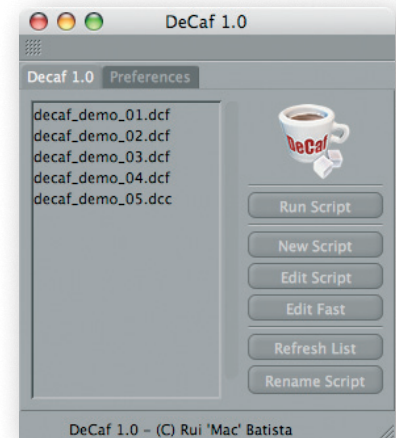 DeCaf 1.0
Decaf 1.0 Preferences
decaf_demo_01.dcf
decaf_demo_02.dcf
decaf_demo_03.dcf
decaf_demo_04.dcf
decaf_demo_05.dcc
DeCaf
Run Script
New Script
Edit Script
Edit Fast
Refresh List
Rename Script
DeCaf 1.0 – (C) Rui 'Mac' Batista